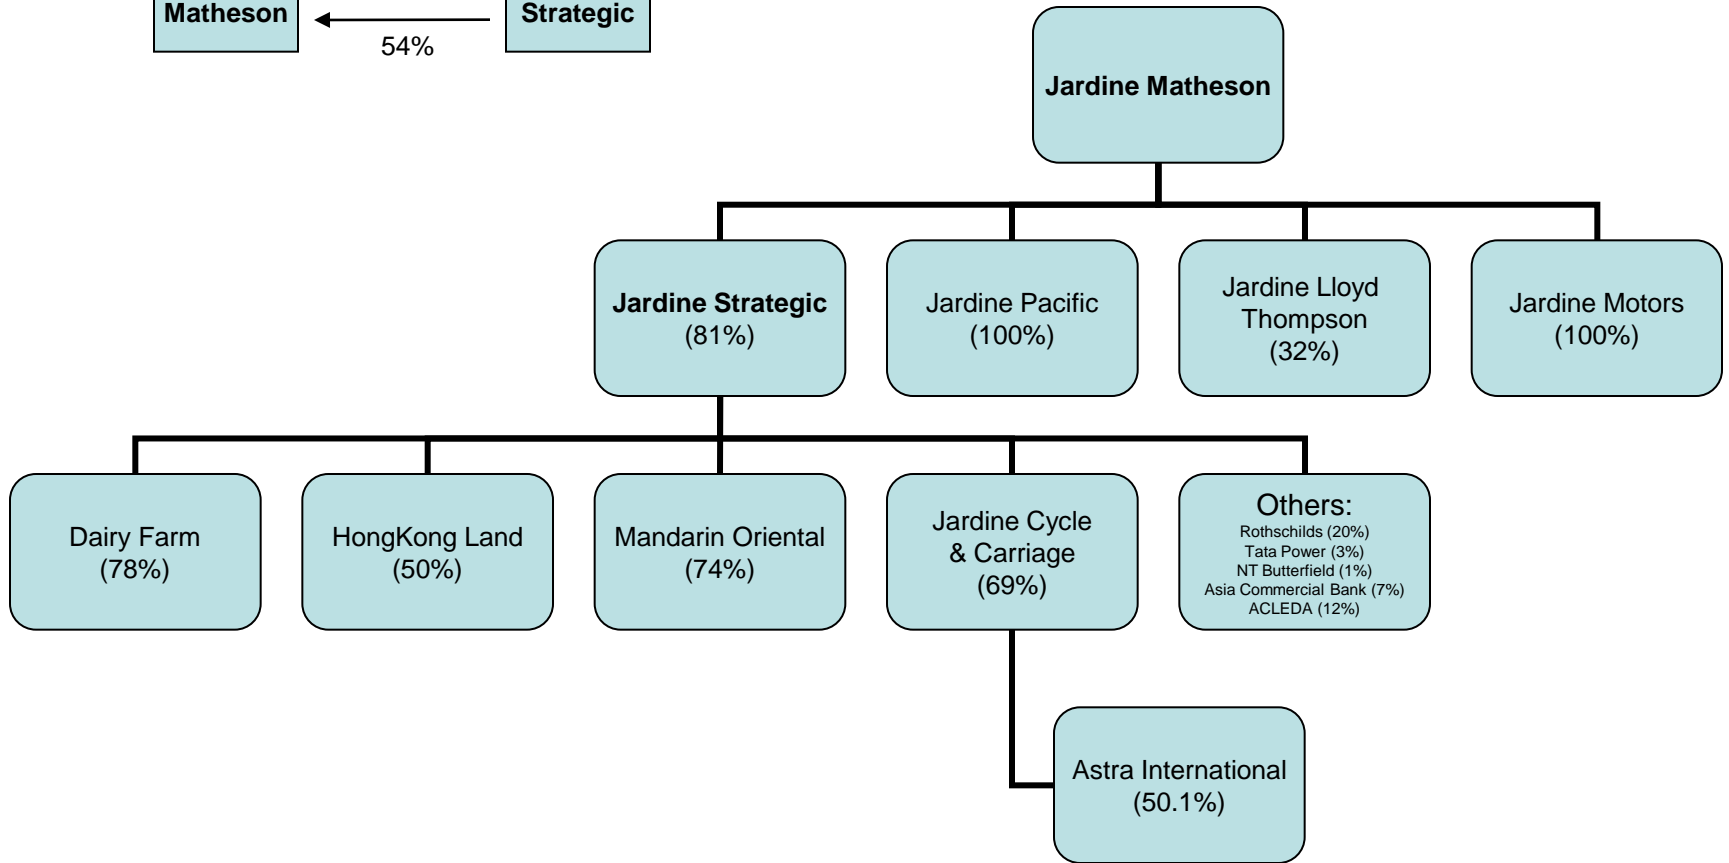 Matheson
Strategic
54%
Jardine Matheson
Jardine Strategic
(81%)
Jardine Pacific
(100%)
Jardine Lloyd
Thompson
(32%)
Jardine Motors
(100%)
Dairy Farm
(78%)
HongKong Land
(50%)
Mandarin Oriental
(74%)
Jardine Cycle
& Carriage
(69%)
Others:
Rothschilds (20%)
Tata Power (3%)
NT Butterfield (1%)
Asia Commercial Bank (7%)
ACLEDA (12%)
Astra International
(50.1%)